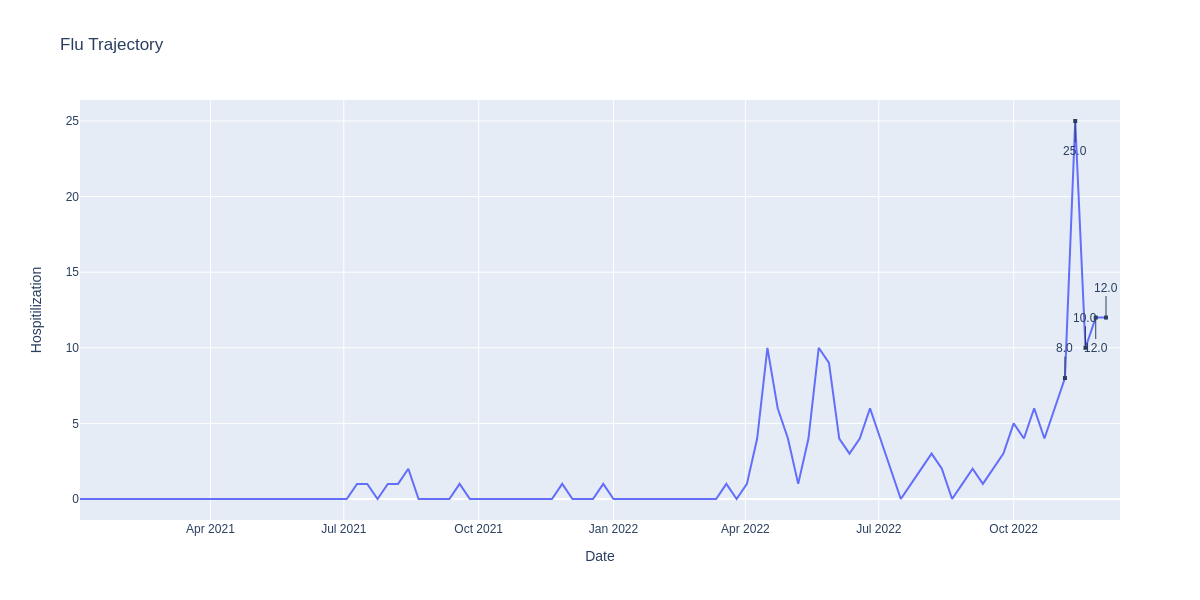 Flu Trajectory
25
20
15
10
5
0
Hospitilization
25.0
12.0
10.0
8.0
12.0
Apr 2021
Jul 2021
Oct 2021
Jan 2022
Apr 2022
Jul 2022
Oct 2022
Date